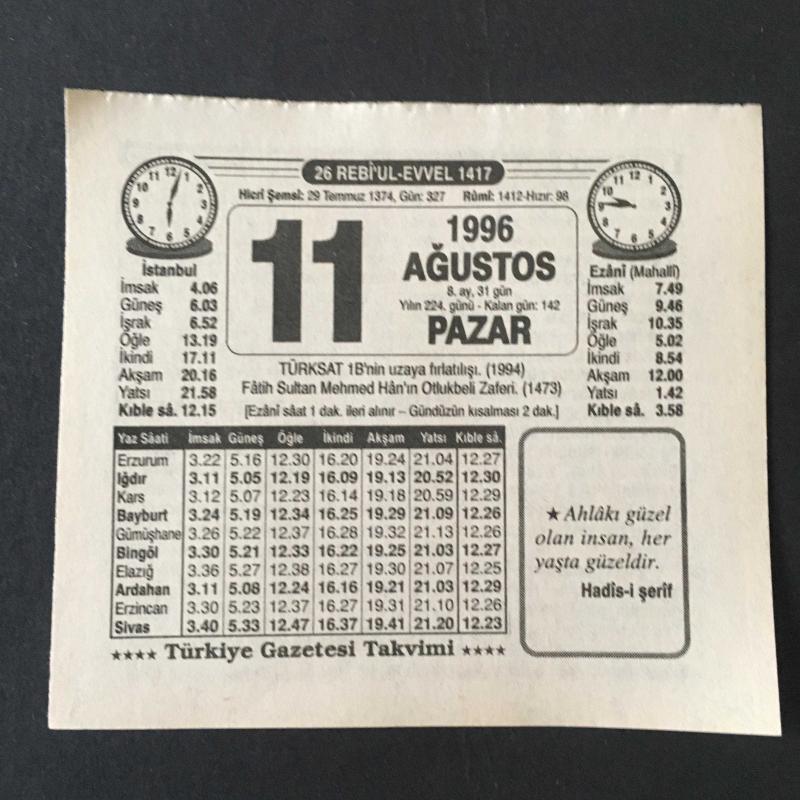 26 REBÎ'UL-EVVEL 1417
Hicrî Şemsî: 29 Temmuz 1374, Gün: 327 Rûmî: 1412-Hızır: 98
11
1996
AĞUSTOS
8. ay, 31 gün
Yılın 224. günü - Kalan gün: 142
PAZAR
İstanbul
İmsak 4.06
Güneş 6.03
İşrak 6.52
Öğle 13.19
İkindi 17.11
Akşam 20.16
Yatsı 21.58
Kıble sâ. 12.15
Ezânî (Mahallî)
İmsak 7.49
Güneş 9.46
İşrak 10.35
Öğle 5.02
İkindi 8.54
Akşam 12.00
Yatsı 1.42
Kıble sâ. 3.58
TÜRKSAT 1B'nin uzaya fırlatılışı. (1994)
Fâtih Sultan Mehmed Hân'ın Otlukbeli Zaferi. (1473)
[Ezânî sâat 1 dak. ileri alınır – Gündüzün kısalması 2 dak.]
Yaz Sâati İmsak Güneş Öğle İkindi Akşam Yatsı Kıble sâ.
Erzurum 3.22 5.16 12.30 16.20 19.24 21.04 12.27
Iğdır 3.11 5.05 12.19 16.09 19.13 20.52 12.30
Kars 3.12 5.07 12.23 16.14 19.18 20.59 12.29
Bayburt 3.24 5.19 12.34 16.25 19.29 21.09 12.26
Gümüşhane 3.26 5.22 12.37 16.28 19.32 21.13 12.26
Bingöl 3.30 5.21 12.33 16.22 19.25 21.03 12.27
Elazığ 3.36 5.27 12.38 16.27 19.30 21.07 12.25
Ardahan 3.11 5.08 12.24 16.16 19.21 21.03 12.29
Erzincan 3.30 5.23 12.37 16.27 19.31 21.10 12.26
Sivas 3.40 5.33 12.47 16.37 19.41 21.20 12.23
★ Ahlâkı güzel
olan insan, her
yaşta güzeldir.
Hadîs-i şerîf
★★★★ Türkiye Gazetesi Takvimi ★★★★